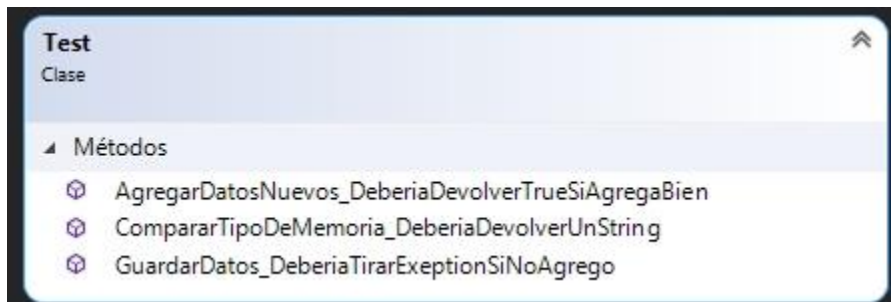 Test
Clase
Métodos
AgregarDatosNuevos_DeberiaDevolverTrueSiAgregaBien
CompararTipoDeMemoria_DeberiaDevolverUnString
GuardarDatos_DeberiaTirarExeptionSiNoAgrego